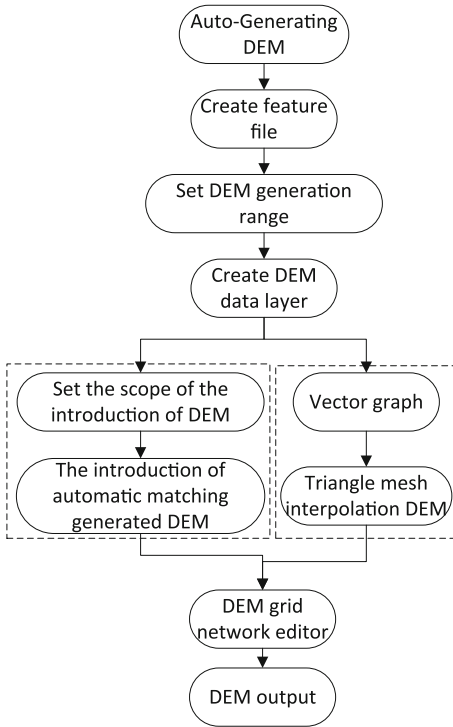 Auto-Generating
DEM
Create feature
file
Set DEM generation
range
Create DEM
data layer
Set the scope of the
introduction of DEM
The introduction of
automatic matching
generated DEM
Vector graph
Triangle mesh
interpolation DEM
DEM grid
network editor
DEM output